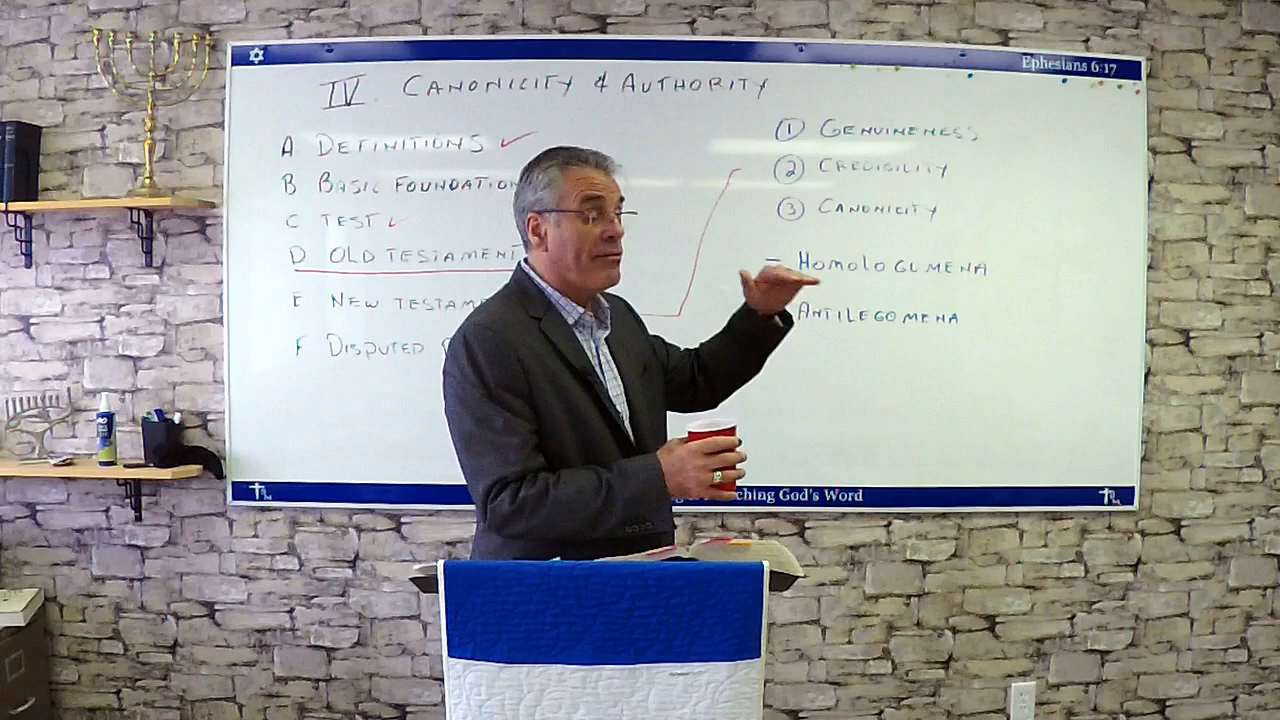 Ephesians 6:17
IV. CANONICITY & AUTHORITY
A DEFINITIONS
B BASIC FOUNDATION
C TEST
D OLD TESTAMENT
E NEW TESTAM
F DISPUTED
1 GENUINENESS
2 CREDIBILITY
3 CANONICITY
- HOMOLOGUMENA
ANTILEGOMENA
ching God's Word